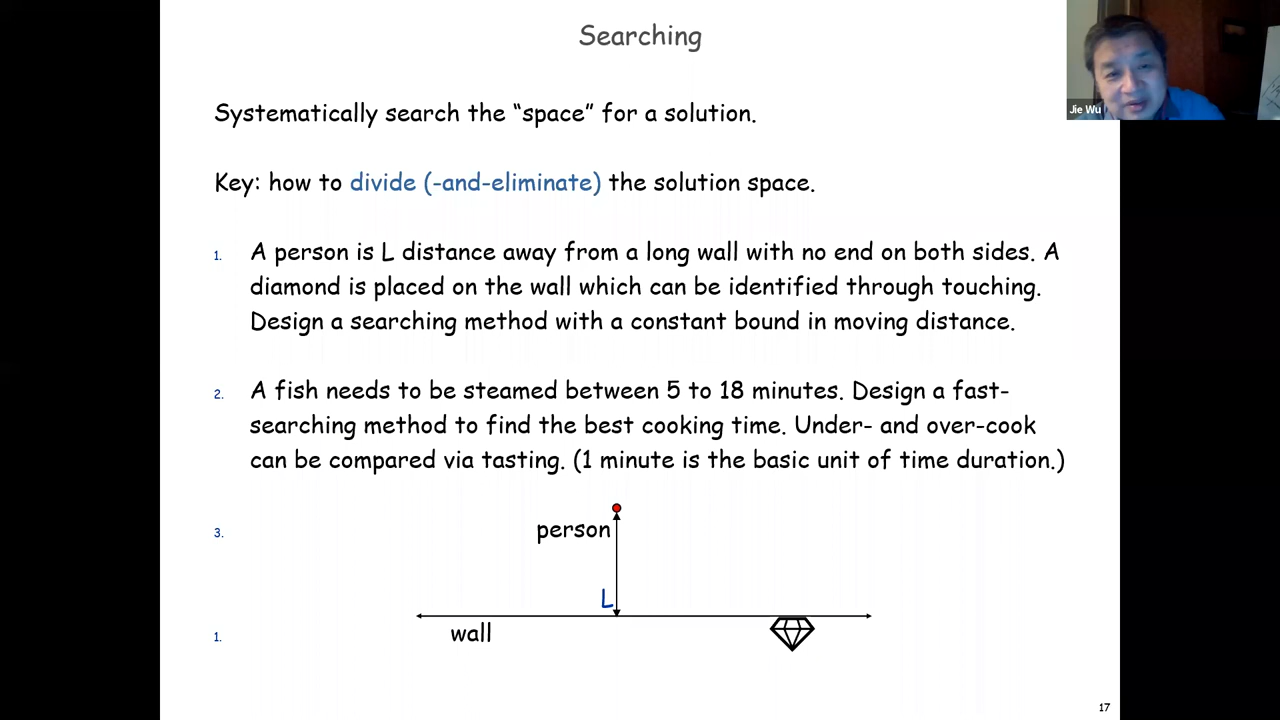 Searching
Jie Wu
Systematically search the “space” for a solution.
Key: how to divide (-and-eliminate) the solution space.
1. A person is L distance away from a long wall with no end on both sides. A
diamond is placed on the wall which can be identified through touching.
Design a searching method with a constant bound in moving distance.
2. A fish needs to be steamed between 5 to 18 minutes. Design a fast-
searching method to find the best cooking time. Under- and over-cook
can be compared via tasting. (1 minute is the basic unit of time duration.)
3.
person
L
wall
1.
17